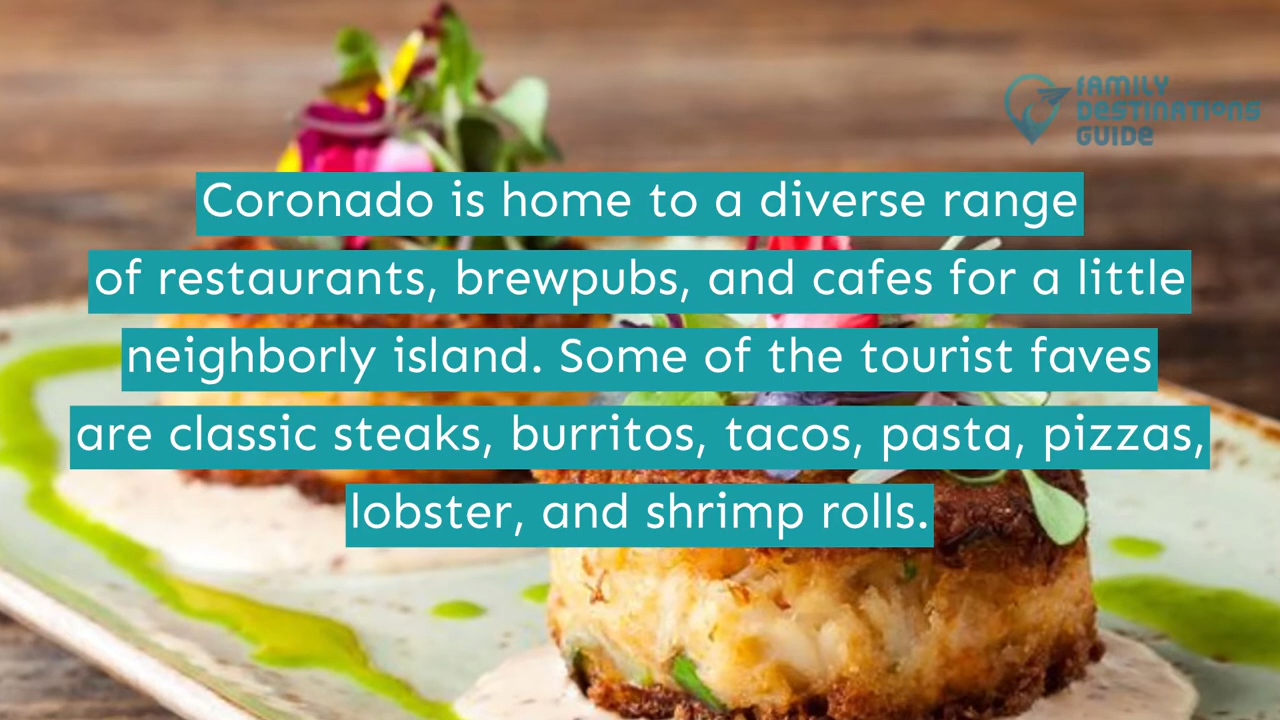 FAMILY
DESTINATIONS
GUIDE
Coronado is home to a diverse range
of restaurants, brewpubs, and cafes for a little
neighborly island. Some of the tourist faves
are classic steaks, burritos, tacos, pasta, pizzas,
lobster, and shrimp rolls.